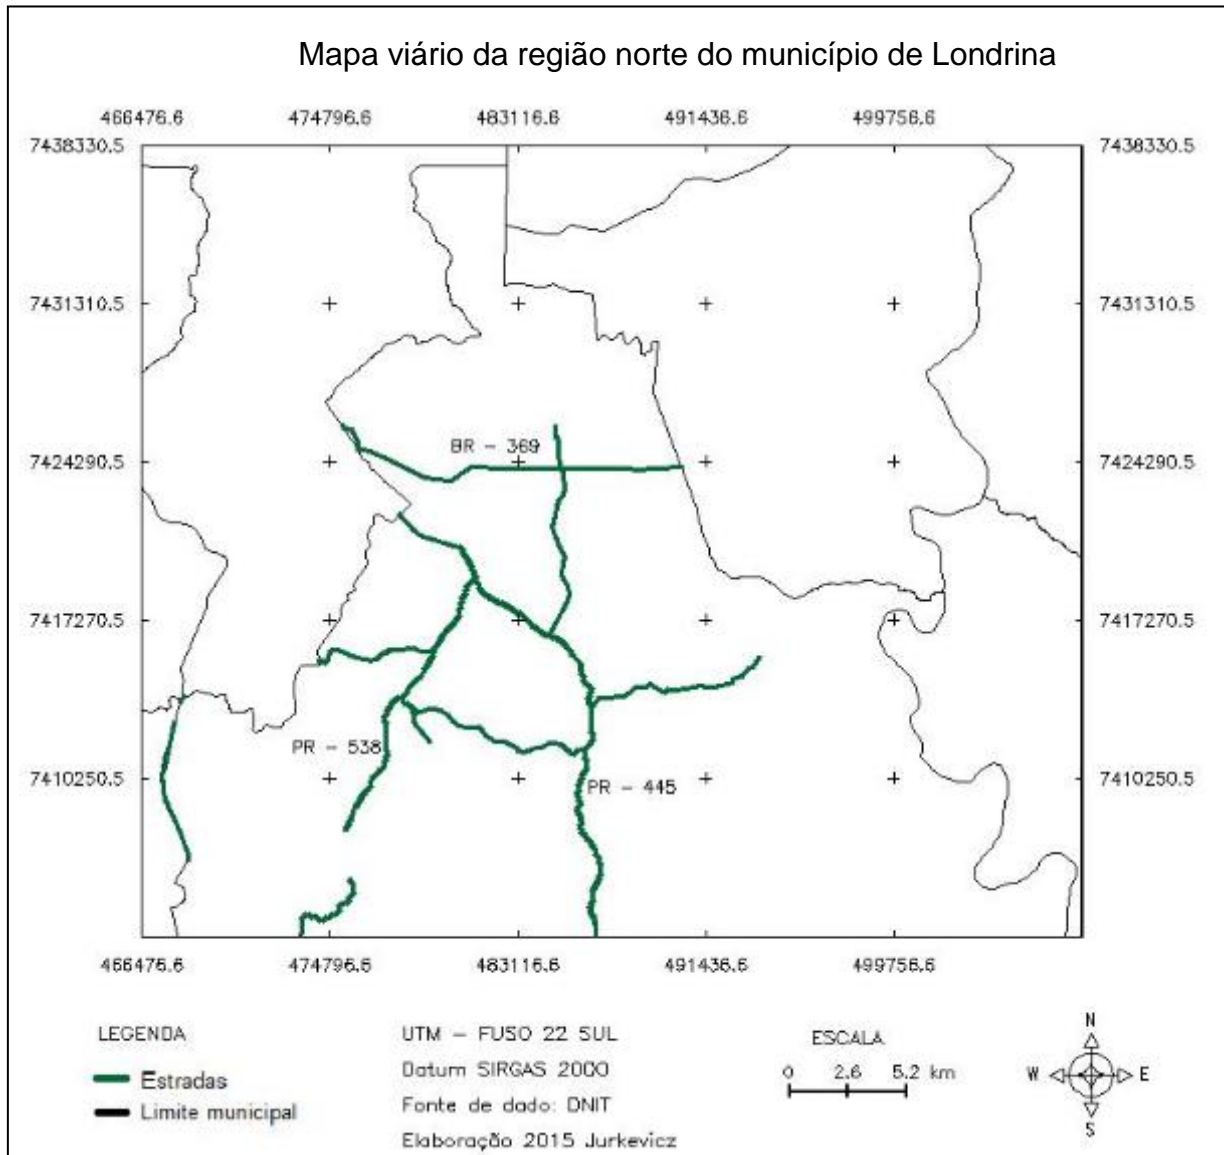 Mapa viário da região norte do município de Londrina
466476.6 474796.6 483116.6 491436.6 499756.6
7438330.5 7438330.5
7431310.5 7431310.5
BR - 369
7424290.5 7424290.5
7417270.5 7417270.5
PR - 538
7410250.5 7410250.5
PR - 445
466476.6 474796.6 483116.6 491436.6 499756.6
LEGENDA
Estradas
Limite municipal
UTM - FUSO 22 SUL
Datum SIRGAS 2000
Fonte de dado: DNIT
Elaboração 2015 Jurkevicz
ESCALA
0 2.6 5.2 km
N
W E
S